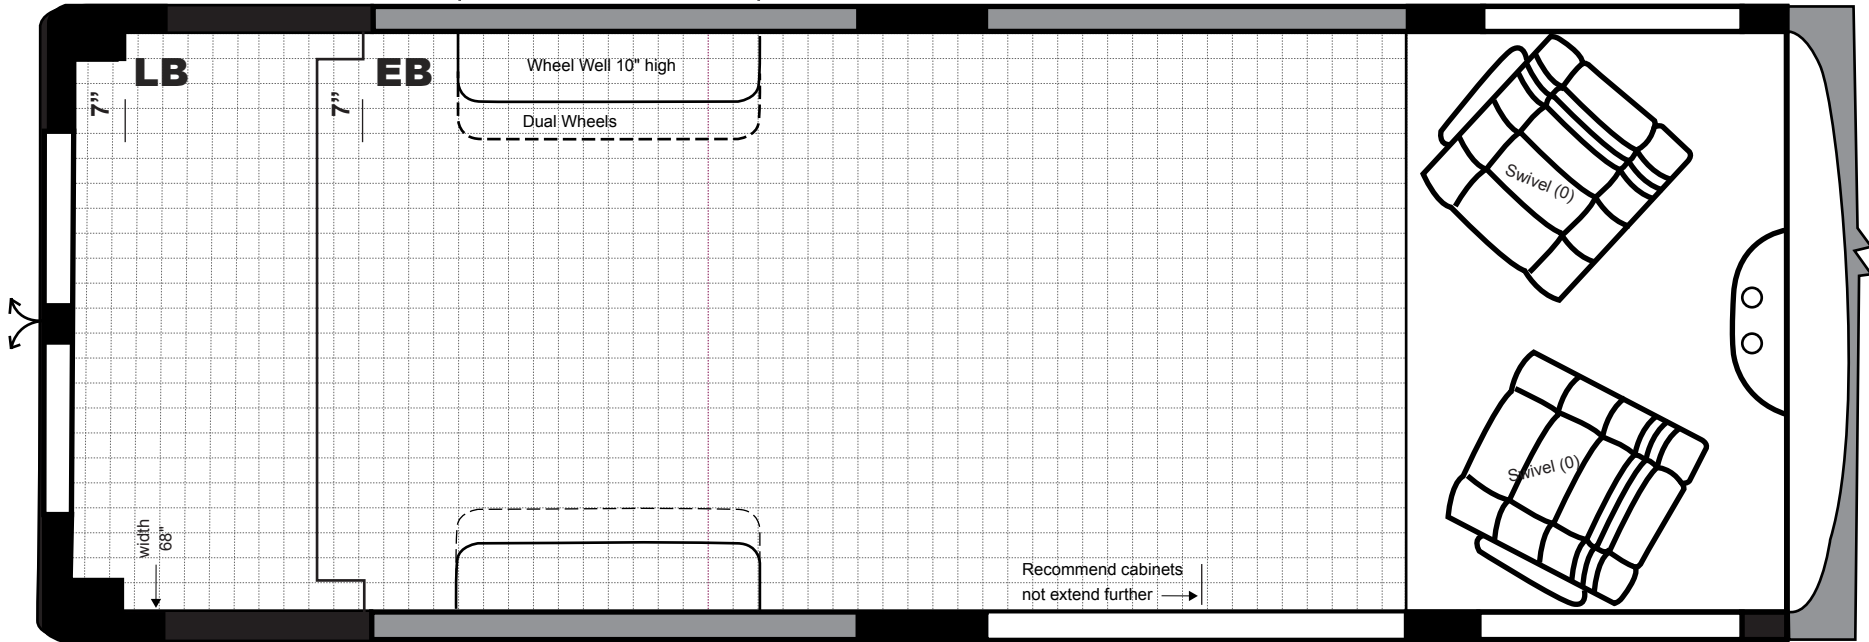 LB
EB
7”
7”
Wheel Well 10" high
Dual Wheels
Swivel (0)
Swivel (0)
width
68"
Recommend cabinets
not extend further